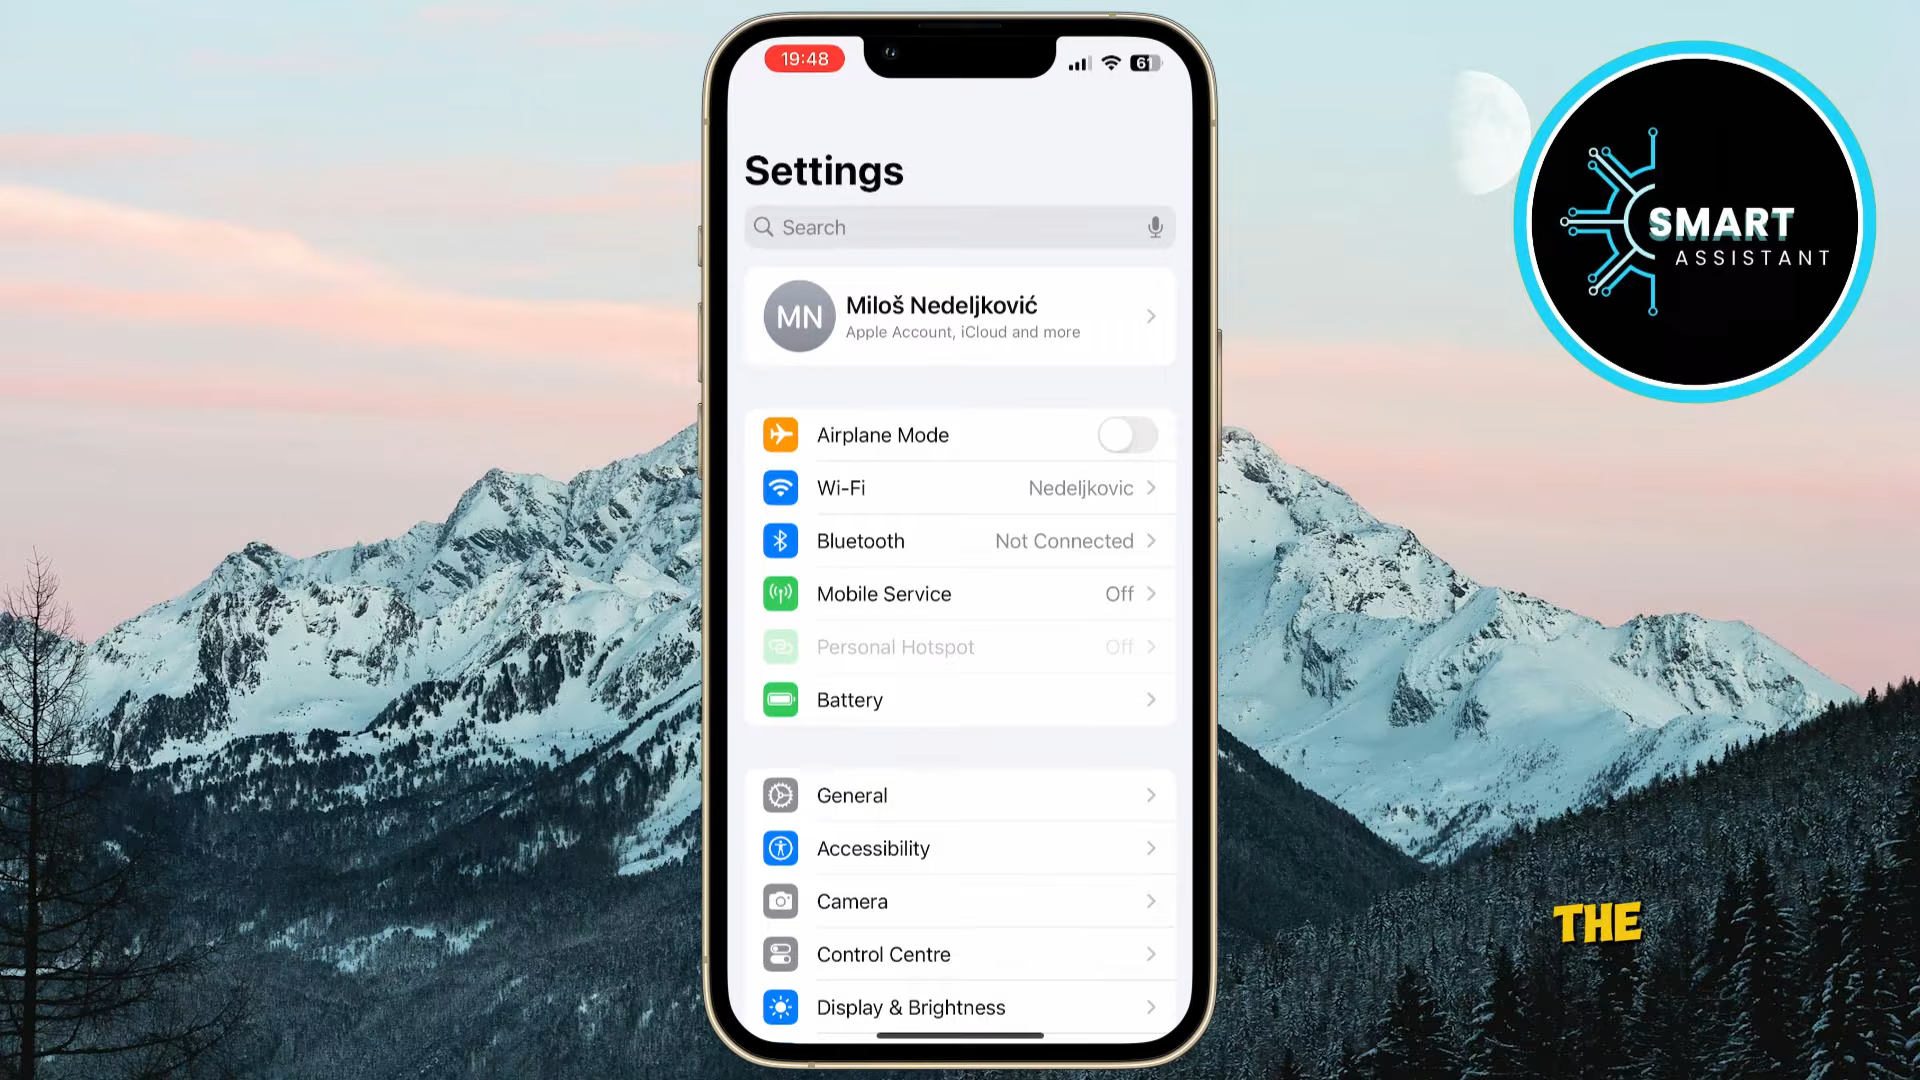 19:48
61
Settings
Search
MN
Miloš Nedeljković
Apple Account, iCloud and more
Airplane Mode
Wi-Fi Nedeljkovic
Bluetooth Not Connected
Mobile Service Off
Personal Hotspot Off
Battery
General
Accessibility
Camera
Control Centre
Display & Brightness
SMART
ASSISTANT
THE